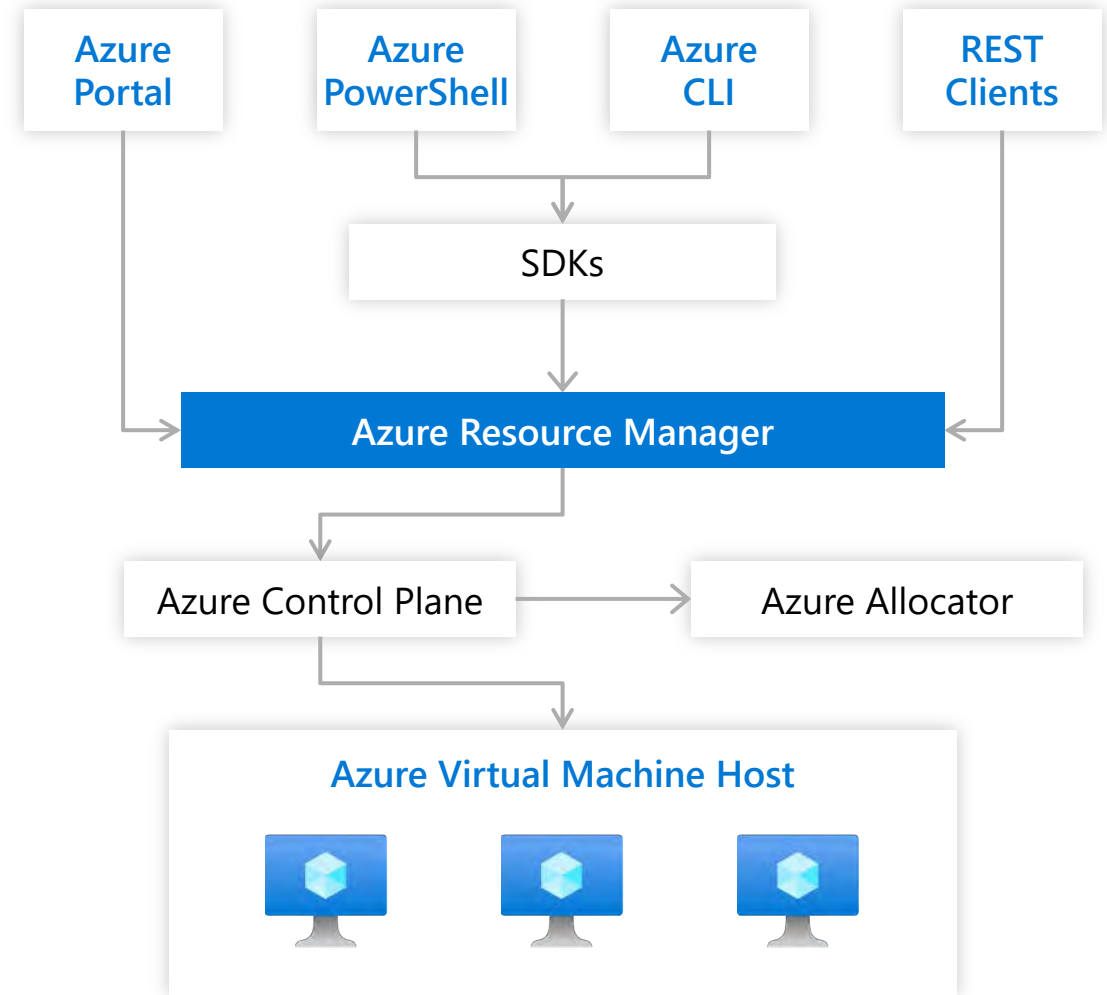 Azure
Portal
Azure
PowerShell
Azure
CLI
REST
Clients
SDKs
Azure Resource Manager
Azure Control Plane
Azure Allocator
Azure Virtual Machine Host